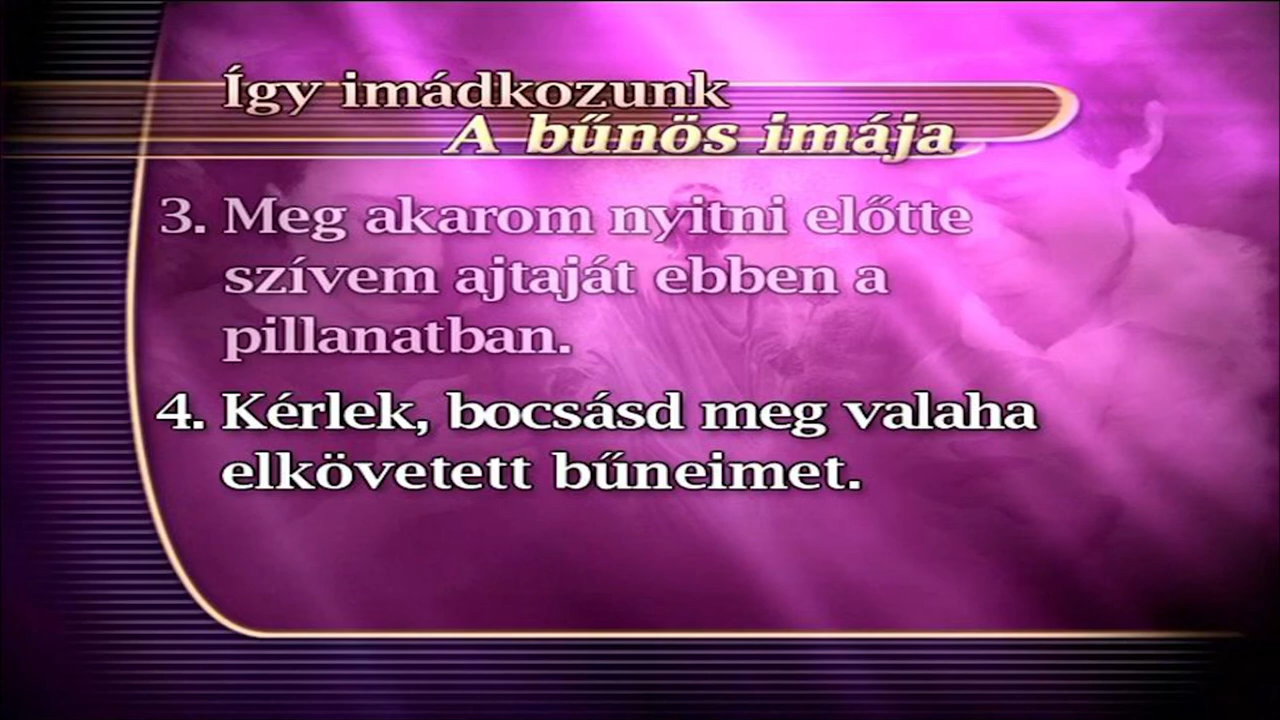 Így imádkozunk
A bűnös imája
3. Meg akarom nyitni előtte
szívem ajtaját ebben a
pillanatban.
4. Kérlek, bocsásd meg valaha
elkövetett bűneimet.